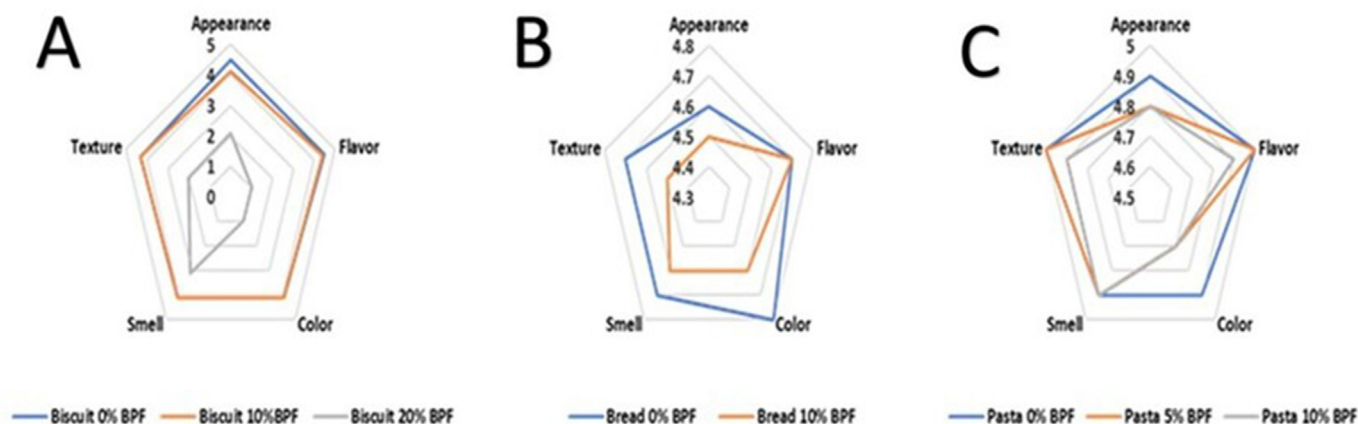 A
Appearance
5
4
3
2
1
0
Texture
Flavor
Smell
Color
Biscuit 0% BPF
Biscuit 10%BPF
Biscuit 20% BPF
B
Appearance
4.8
4.7
4.6
4.5
4.4
4.3
Texture
Flavor
Smell
Color
Bread 0% BPF
Bread 10% BPF
C
Appearance
5
4.9
4.8
4.7
4.6
4.5
Texture
Flavor
Smell
Color
Pasta 0% BPF
Pasta 5% BPF
Pasta 10% BPF